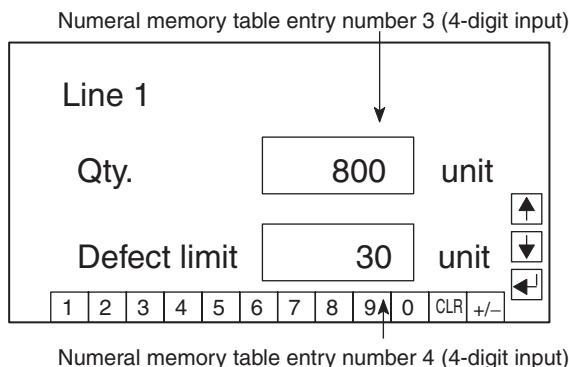 Numeral memory table entry number 3 (4-digit input)
Line 1
Qty. 800 unit
Defect limit 30 unit
1 2 3 4 5 6 7 8 9 0 CLR +/−
Numeral memory table entry number 4 (4-digit input)